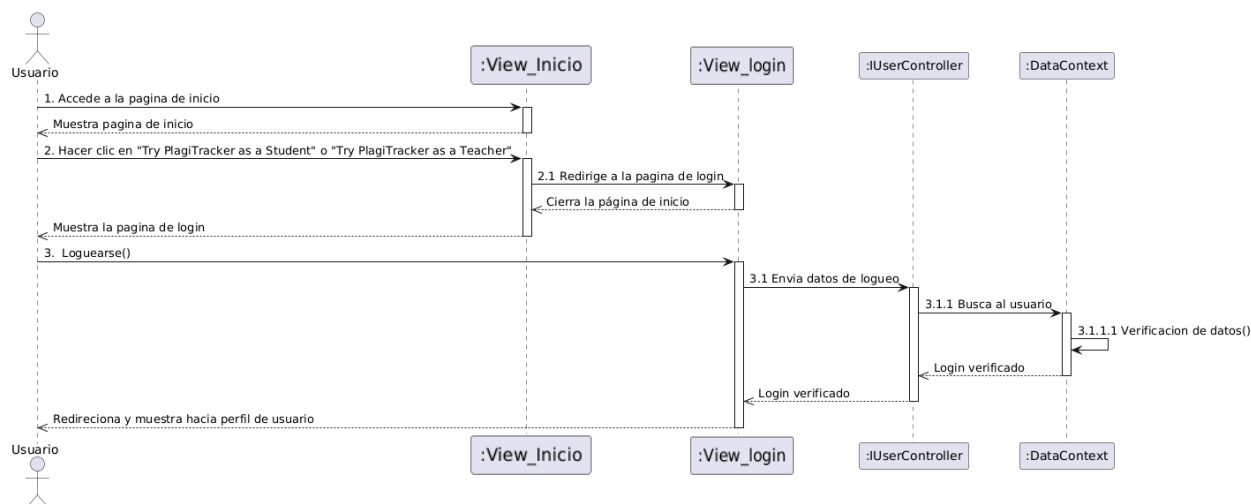 Usuario
:View_Inicio
:View_login
:IUserController
:DataContext
1. Accede a la pagina de inicio
Muestra pagina de inicio
2. Hacer clic en "Try PlagiTracker as a Student" o "Try PlagiTracker as a Teacher"
2.1 Redirige a la pagina de login
Cierra la página de inicio
Muestra la pagina de login
3.  Loguearse()
3.1 Envia datos de logueo
3.1.1 Busca al usuario
3.1.1.1 Verificacion de datos()
Login verificado
Login verificado
Redireciona y muestra hacia perfil de usuario
Usuario
:View_Inicio
:View_login
:IUserController
:DataContext